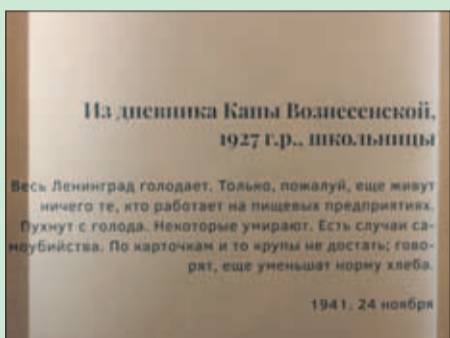 Из дневника Капы Вознесенской,
1927 г.р., школьницы
Весь Ленинград голодает. Только, пожалуй, еще живут
ничего те, кто работает на пищевых предприятиях.
Пухнут с голода. Некоторые умирают. Есть случаи са-
моубийства. По карточкам и то крупы не достать; гово-
рят, еще уменьшат норму хлеба.
1941. 24 ноября